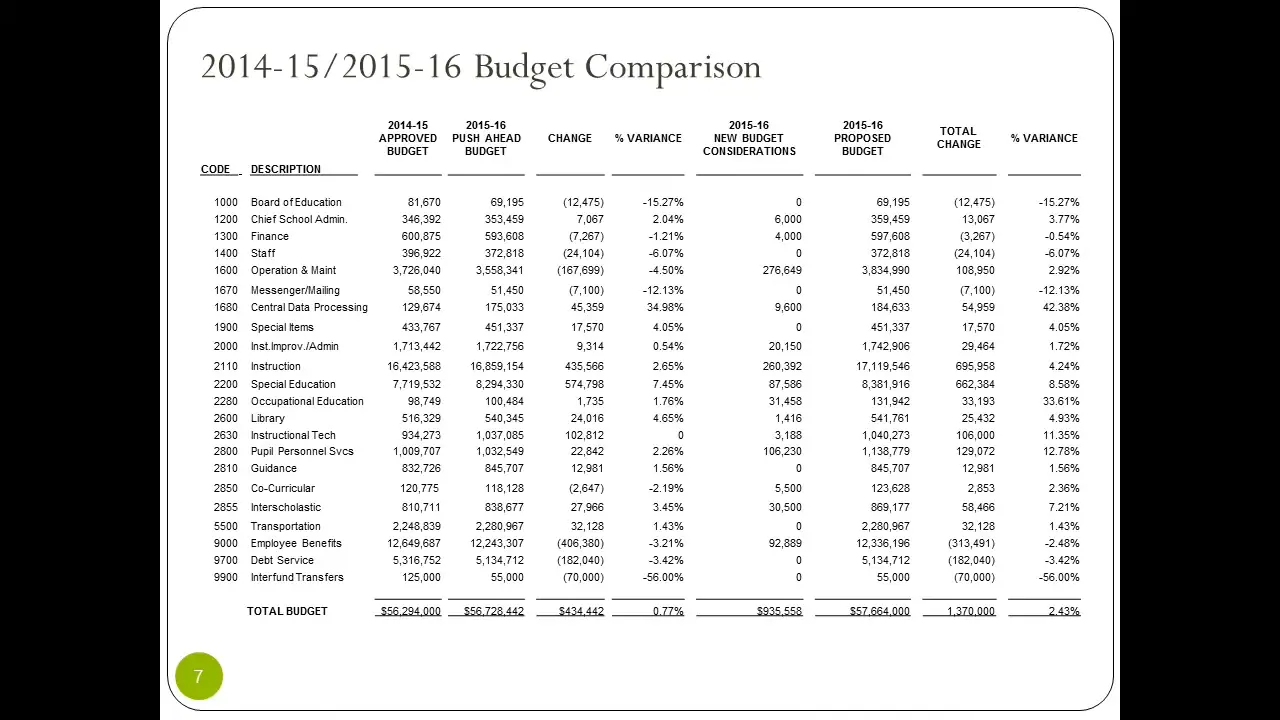 2014-15/2015-16 Budget Comparison
2014-15 2015-16 2015-16 2015-16
APPROVED PUSH AHEAD CHANGE % VARIANCE NEW BUDGET PROPOSED TOTAL % VARIANCE
BUDGET BUDGET CONSIDERATIONS BUDGET CHANGE
CODE DESCRIPTION
1000 Board of Education 81,670 69,195 (12,475) -15.27% 0 69,195 (12,475) -15.27%
1200 Chief School Admin. 346,392 353,459 7,067 2.04% 6,000 359,459 13,067 3.77%
1300 Finance 600,875 593,608 (7,267) -1.21% 4,000 597,608 (3,267) -0.54%
1400 Staff 396,922 372,818 (24,104) -6.07% 0 372,818 (24,104) -6.07%
1600 Operation & Maint 3,726,040 3,558,341 (167,699) -4.50% 276,649 3,834,990 108,950 2.92%
1670 Messenger/Mailing 58,550 51,450 (7,100) -12.13% 0 51,450 (7,100) -12.13%
1680 Central Data Processing 129,674 175,033 45,359 34.98% 9,600 184,633 54,959 42.38%
1900 Special Items 433,767 451,337 17,570 4.05% 0 451,337 17,570 4.05%
2000 Inst.Improv./Admin 1,713,442 1,722,756 9,314 0.54% 20,150 1,742,906 29,464 1.72%
2110 Instruction 16,423,588 16,859,154 435,566 2.65% 260,392 17,119,546 695,958 4.24%
2200 Special Education 7,719,532 8,294,330 574,798 7.45% 87,586 8,381,916 662,384 8.58%
2280 Occupational Education 98,749 100,484 1,735 1.76% 31,458 131,942 33,193 33.61%
2600 Library 516,329 540,345 24,016 4.65% 1,416 541,761 25,432 4.93%
2630 Instructional Tech 934,273 1,037,085 102,812 0 3,188 1,040,273 106,000 11.35%
2800 Pupil Personnel Svcs 1,009,707 1,032,549 22,842 2.26% 106,230 1,138,779 129,072 12.78%
2810 Guidance 832,726 845,707 12,981 1.56% 0 845,707 12,981 1.56%
2850 Co-Curricular 120,775 118,128 (2,647) -2.19% 5,500 123,628 2,853 2.36%
2855 Interscholastic 810,711 838,677 27,966 3.45% 30,500 869,177 58,466 7.21%
5500 Transportation 2,248,839 2,280,967 32,128 1.43% 0 2,280,967 32,128 1.43%
9000 Employee Benefits 12,649,687 12,243,307 (406,380) -3.21% 92,889 12,336,196 (313,491) -2.48%
9700 Debt Service 5,316,752 5,134,712 (182,040) -3.42% 0 5,134,712 (182,040) -3.42%
9900 Interfund Transfers 125,000 55,000 (70,000) -56.00% 0 55,000 (70,000) -56.00%
TOTAL BUDGET $56,294,000 $56,728,442 $434,442 0.77% $935,558 $57,664,000 1,370,000 2.43%
7